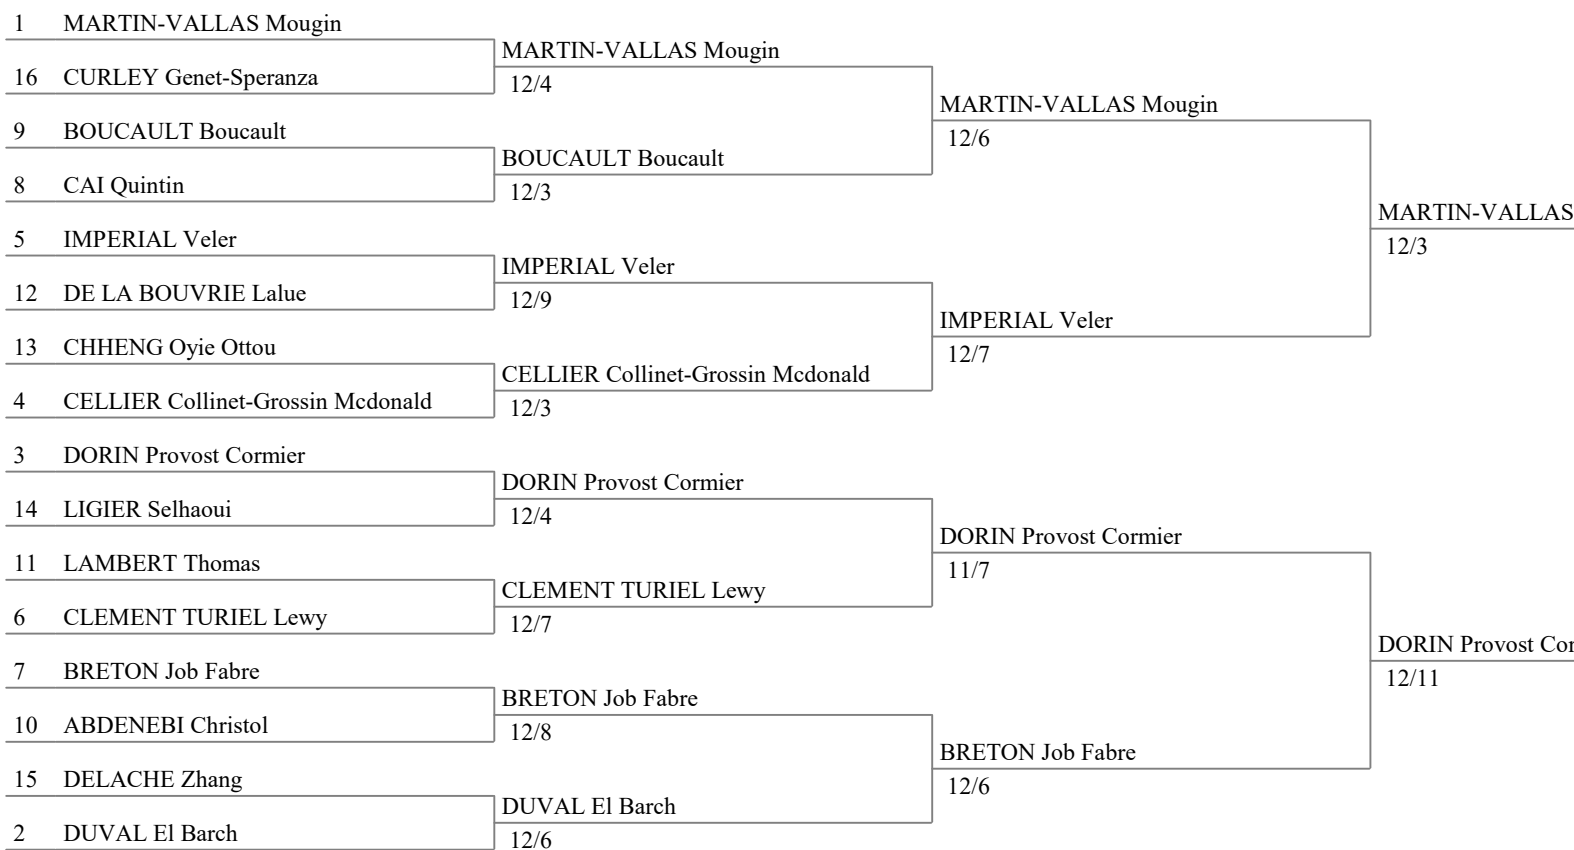 1 MARTIN-VALLAS Mougin
16 CURLEY Genet-Speranza
9 BOUCAULT Boucault
8 CAI Quintin
5 IMPERIAL Veler
12 DE LA BOUVRIE Lalue
13 CHHENG Oyie Ottou
4 CELLIER Collinet-Grossin Mcdonald
3 DORIN Provost Cormier
14 LIGIER Selhaoui
11 LAMBERT Thomas
6 CLEMENT TURIEL Lewy
7 BRETON Job Fabre
10 ABDENEBI Christol
15 DELACHE Zhang
2 DUVAL El Barch
MARTIN-VALLAS Mougin
12/4
BOUCAULT Boucault
12/3
IMPERIAL Veler
12/9
CELLIER Collinet-Grossin Mcdonald
12/3
DORIN Provost Cormier
12/4
CLEMENT TURIEL Lewy
12/7
BRETON Job Fabre
12/8
DUVAL El Barch
12/6
MARTIN-VALLAS Mougin
12/6
IMPERIAL Veler
12/7
DORIN Provost Cormier
11/7
BRETON Job Fabre
12/6
MARTIN-VALLAS
12/3
DORIN Provost
12/11